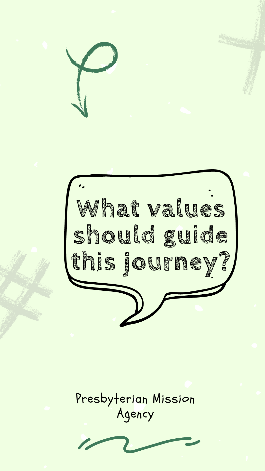 What values
should guide
this journey?
Presbyterian Mission
Agency